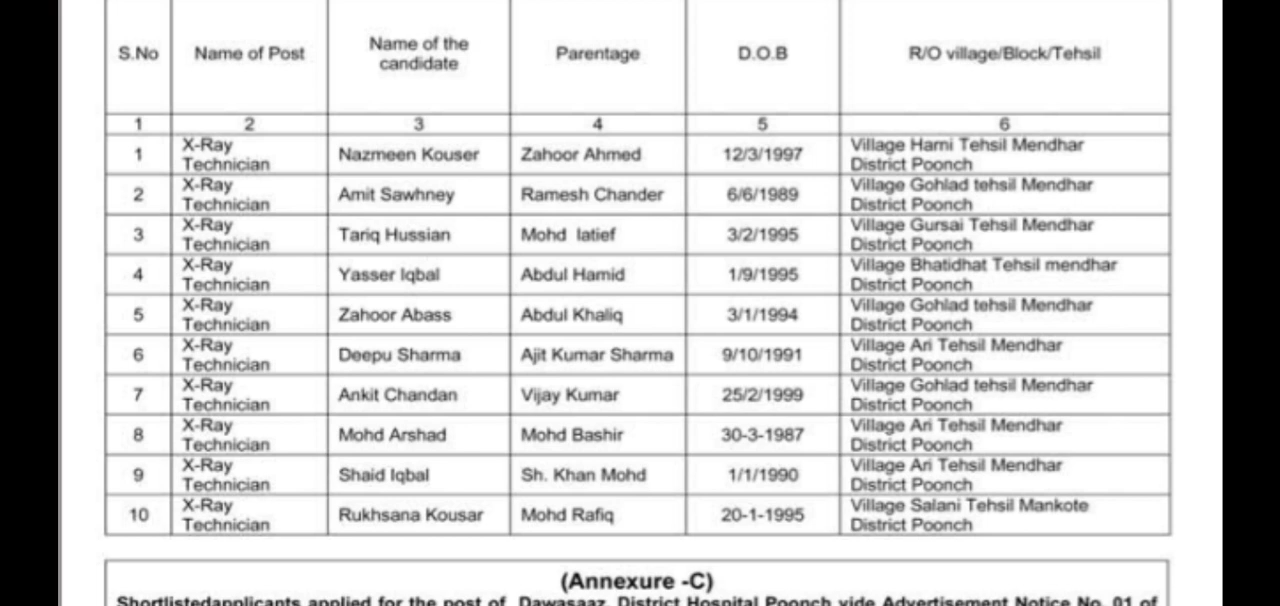 S.No Name of Post Name of the candidate Parentage D.O.B R/O village/Block/Tehsil
1 2 3 4 5 6
1 X-Ray Technician Nazmeen Kouser Zahoor Ahmed 12/3/1997 Village Harni Tehsil Mendhar District Poonch
2 X-Ray Technician Amit Sawhney Ramesh Chander 6/6/1989 Village Gohlad tehsil Mendhar District Poonch
3 X-Ray Technician Tariq Hussian Mohd latief 3/2/1995 Village Gursai Tehsil Mendhar District Poonch
4 X-Ray Technician Yasser Iqbal Abdul Hamid 1/9/1995 Village Bhatidhat Tehsil mendhar District Poonch
5 X-Ray Technician Zahoor Abass Abdul Khaliq 3/1/1994 Village Gohlad tehsil Mendhar District Poonch
6 X-Ray Technician Deepu Sharma Ajit Kumar Sharma 9/10/1991 Village Ari Tehsil Mendhar District Poonch
7 X-Ray Technician Ankit Chandan Vijay Kumar 25/2/1999 Village Gohlad tehsil Mendhar District Poonch
8 X-Ray Technician Mohd Arshad Mohd Bashir 30-3-1987 Village Ari Tehsil Mendhar District Poonch
9 X-Ray Technician Shaid Iqbal Sh. Khan Mohd 1/1/1990 Village Ari Tehsil Mendhar District Poonch
10 X-Ray Technician Rukhsana Kousar Mohd Rafiq 20-1-1995 Village Salani Tehsil Mankote District Poonch
(Annexure -C)
Shortlistedapplicants applied for the post of Dawasaaz, District Hospital Poonch vide Advertisement Notice No. 01 of